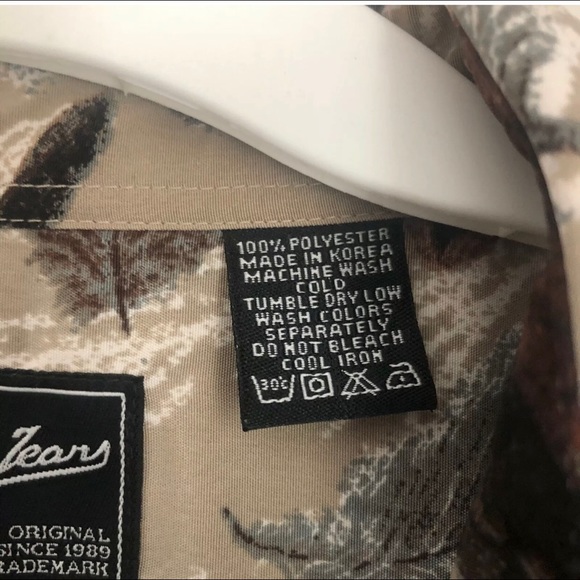 100% POLYESTER
MADE IN KOREA
MACHINE WASH
COLD
TUMBLE DRY LOW
WASH COLORS
SEPARATELY
DO NOT BLEACH
COOL IRON
30℃
Jears
ORIGINAL
SINCE 1989
RADEMARK